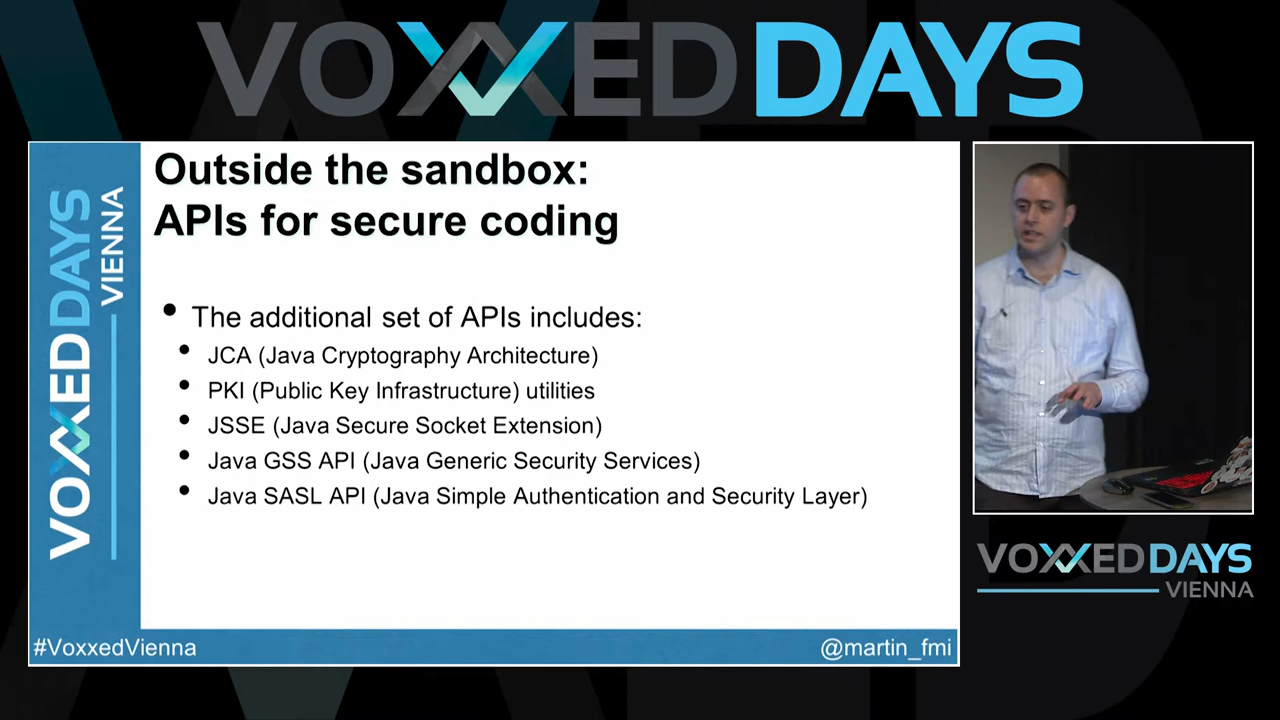 VOXXEDDAYS
Outside the sandbox:
APIs for secure coding
The additional set of APIs includes:
JCA (Java Cryptography Architecture)
PKI (Public Key Infrastructure) utilities
JSSE (Java Secure Socket Extension)
Java GSS API (Java Generic Security Services)
Java SASL API (Java Simple Authentication and Security Layer)
VOXXEDDAYS
VIENNA
#VoxxedVienna
@martin_fmi
VOXXEDDAYS
VIENNA